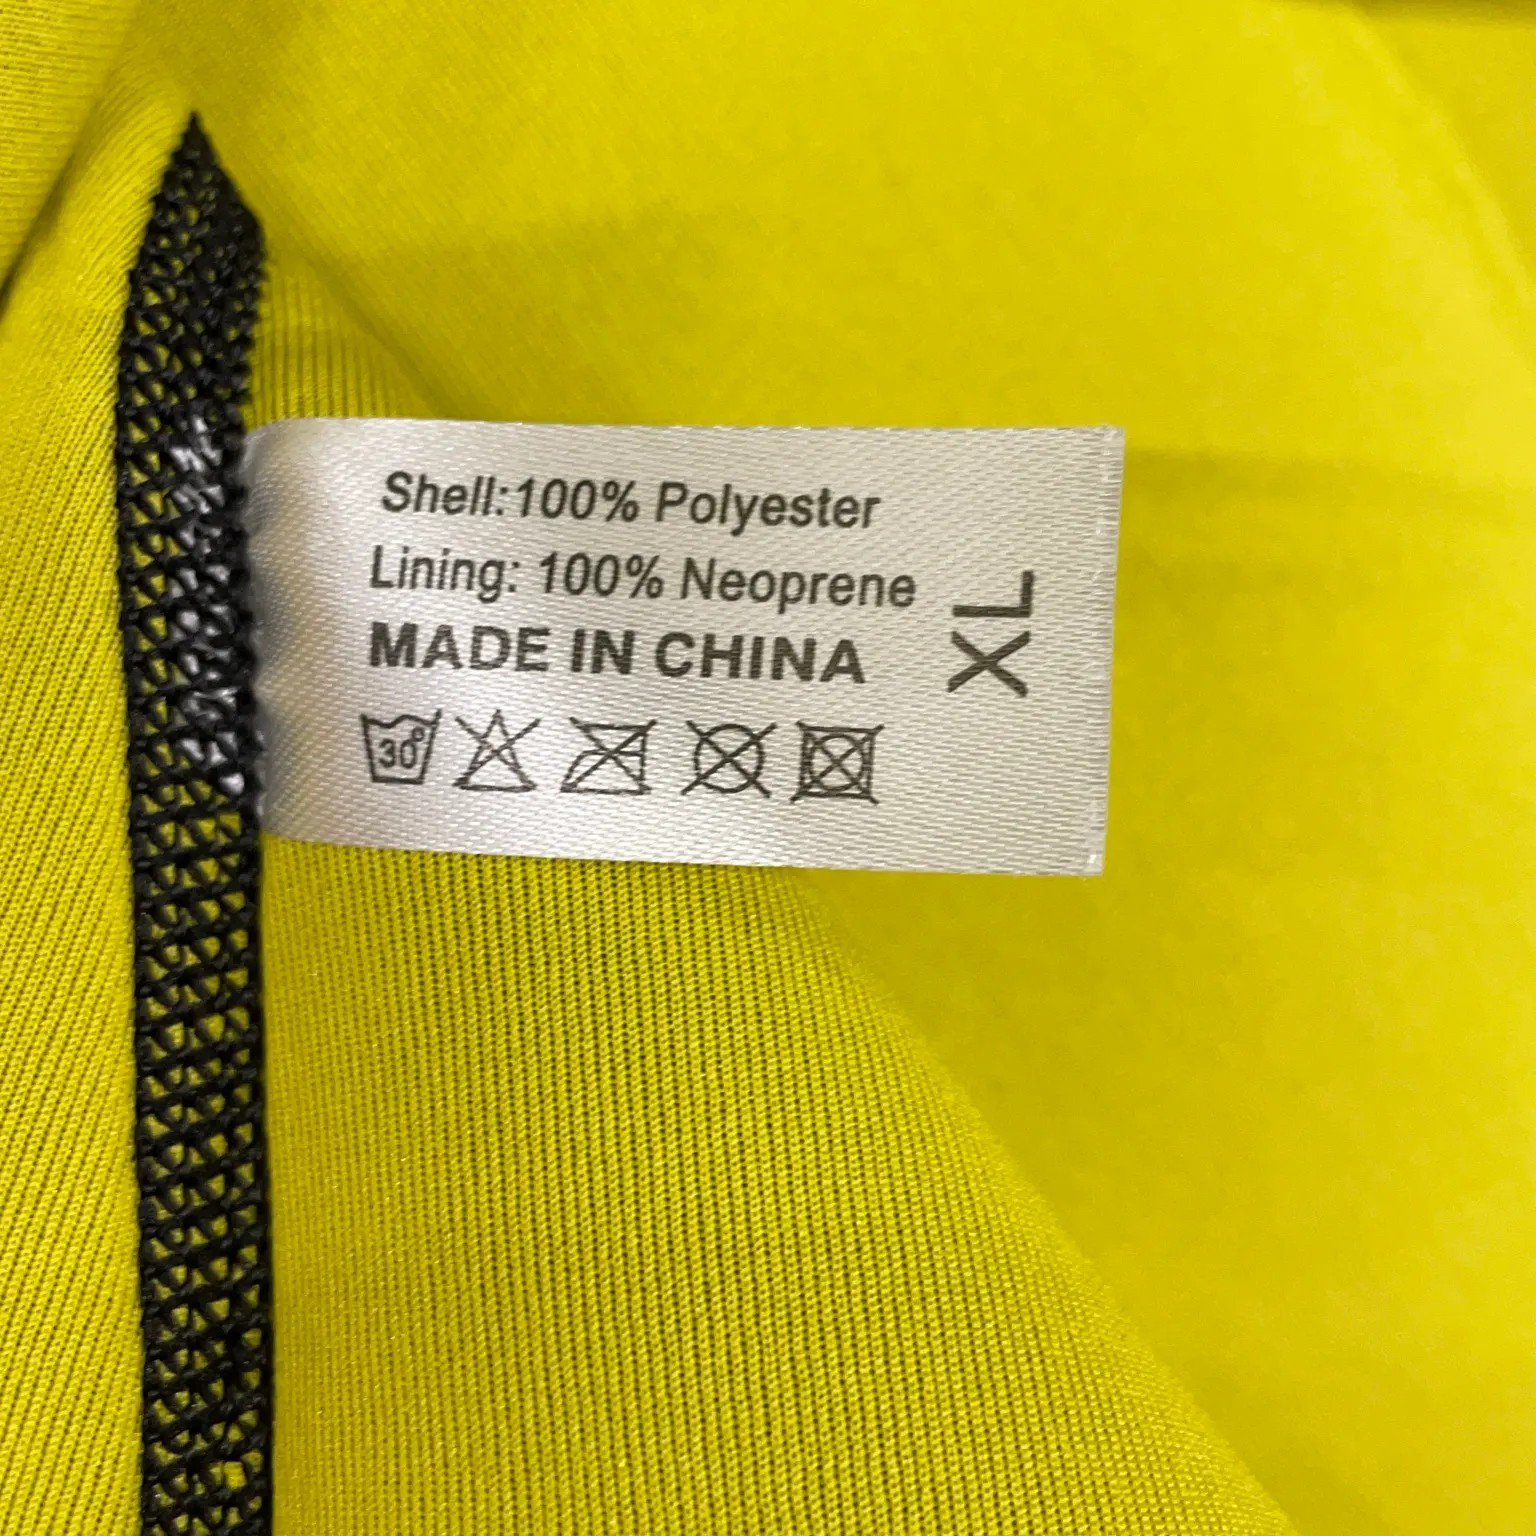 Shell:100% Polyester
Lining: 100% Neoprene
MADE IN CHINA
30°
XL